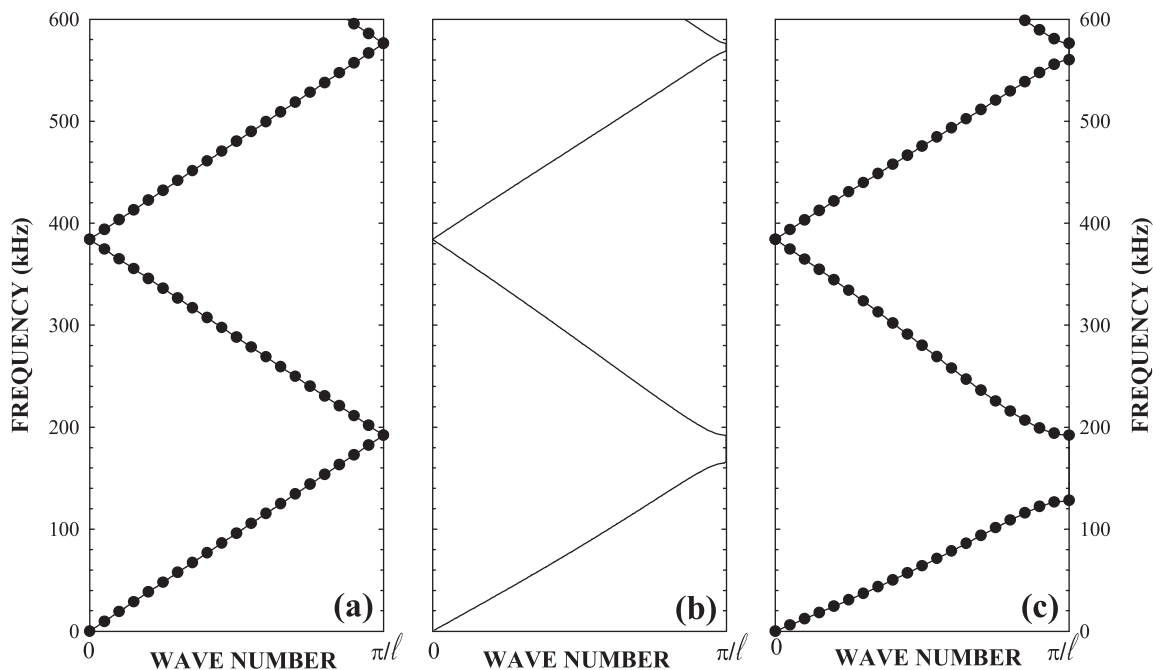 600 600
500 500
400 400
300 300
200 200
100 100
0 0
FREQUENCY (kHz)
FREQUENCY (kHz)
(a) (b) (c)
0 π/ℓ 0 π/ℓ 0 π/ℓ
WAVE NUMBER WAVE NUMBER WAVE NUMBER